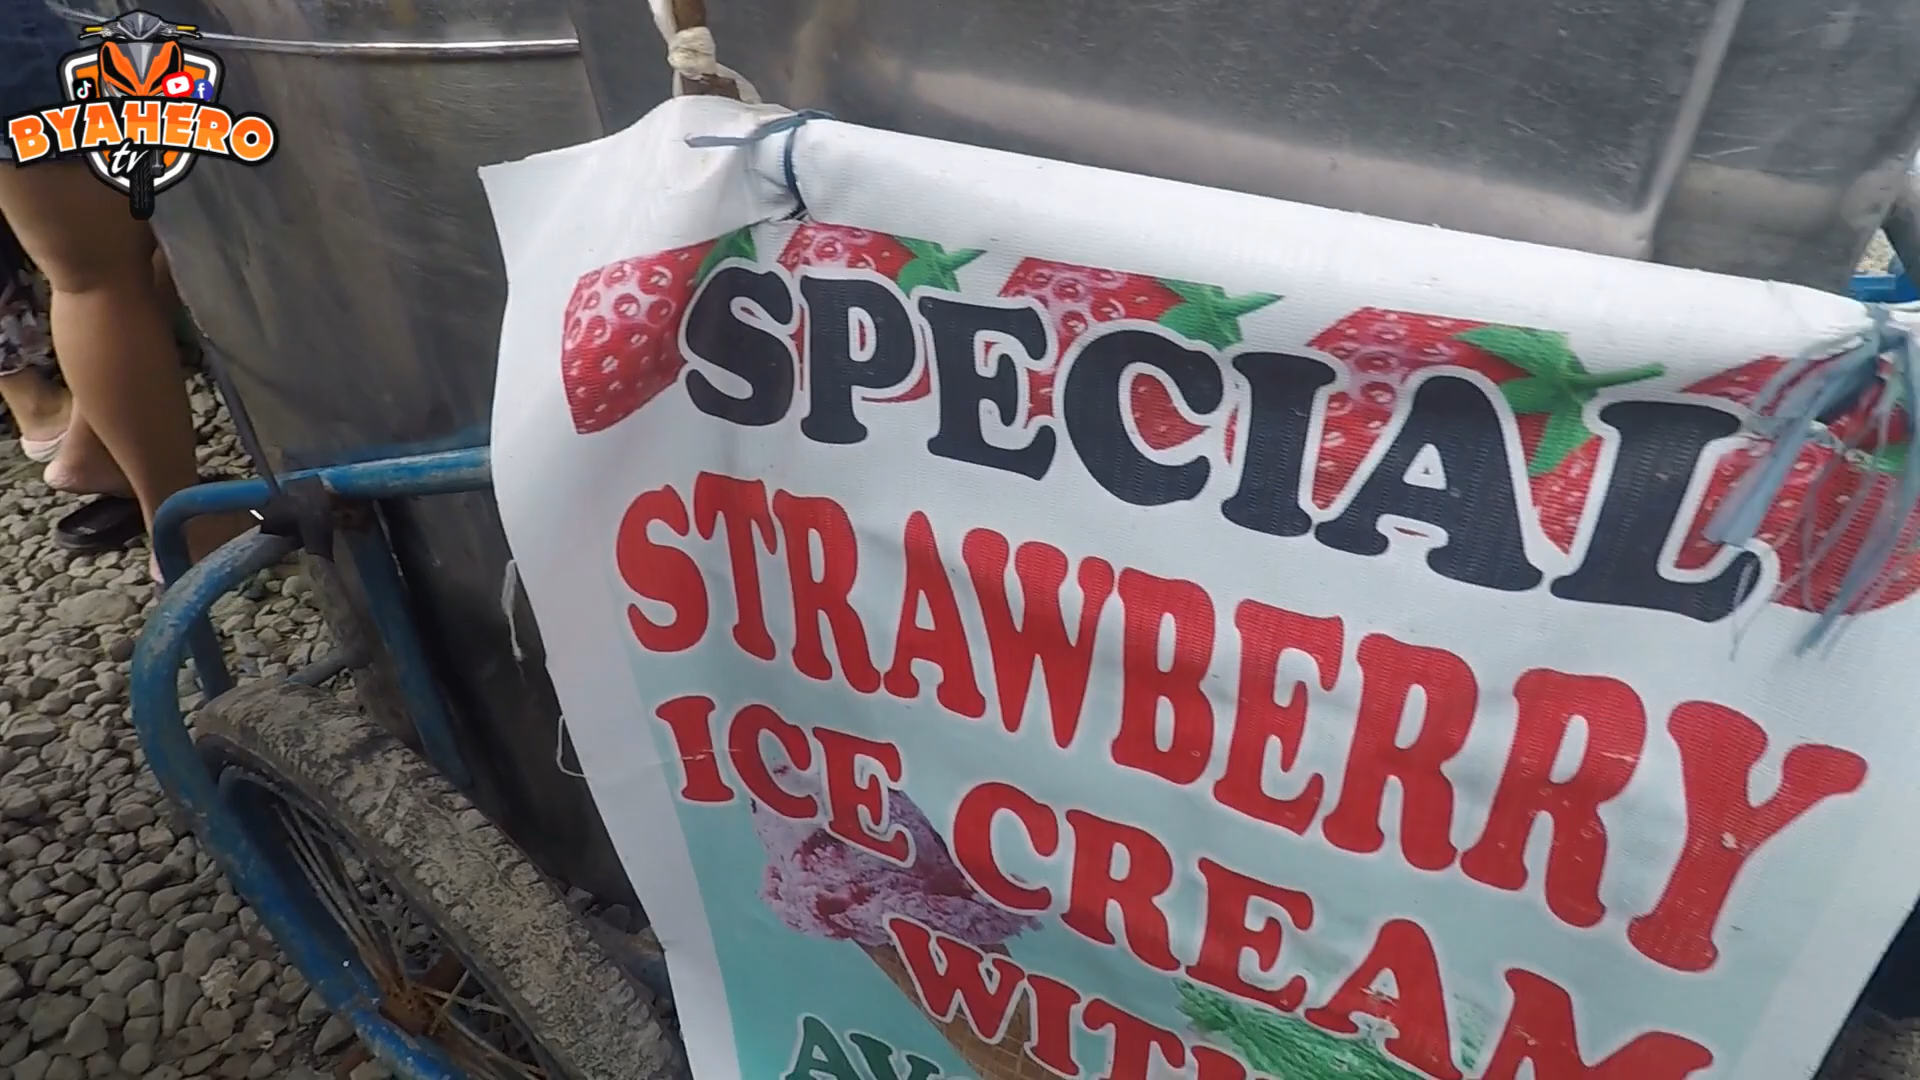 BYAHERO
tv
SPECIAL
STRAWBERRY
ICE CREAM
WITH